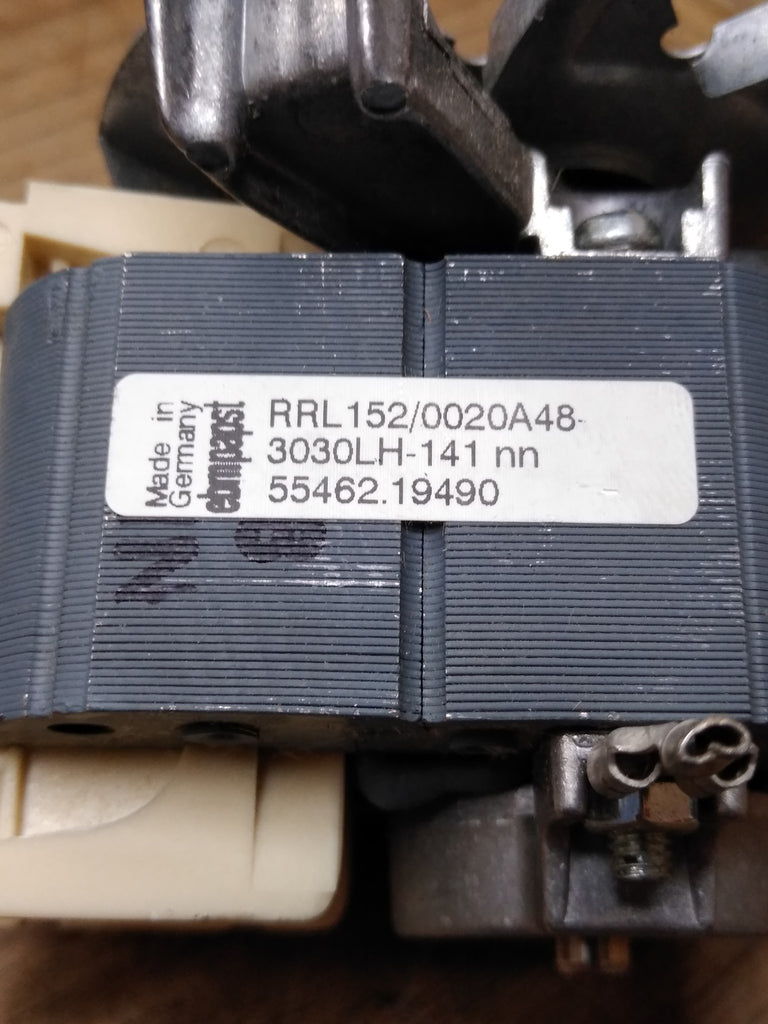 Made in
Germany
ebmpapst
RRL152/0020A48-
3030LH-141 nn
55462.19490